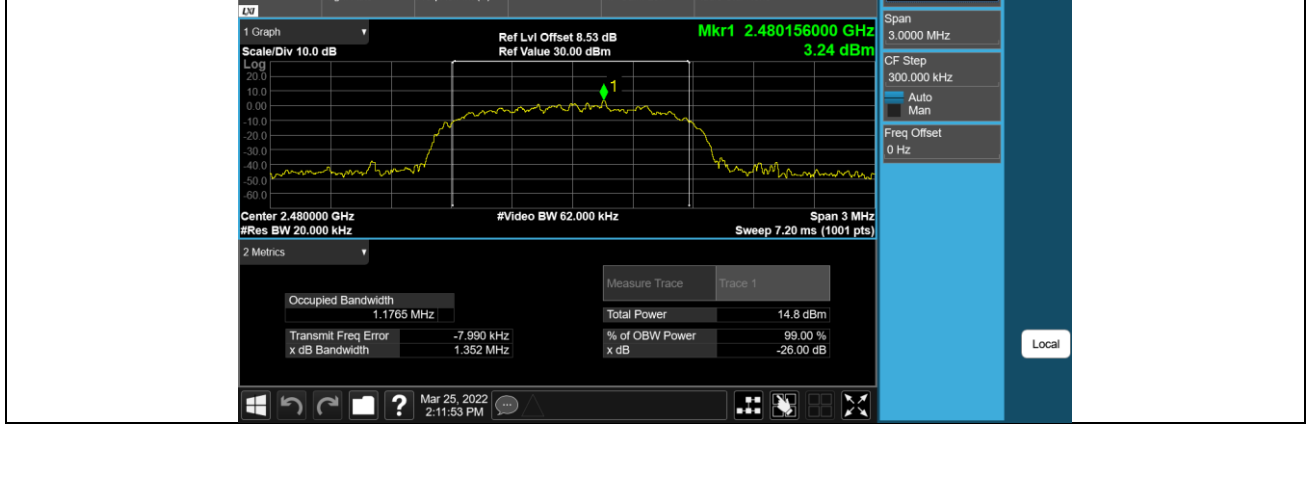 LXI
1 Graph
Scale/Div 10.0 dB
Log
Ref Lvl Offset 8.53 dB
Ref Value 30.00 dBm
Mkr1 2.480156000 GHz
3.24 dBm
20.0
10.0
0.00
-10.0
-20.0
-30.0
-40.0
-50.0
-60.0
1
Center 2.480000 GHz
#Res BW 20.000 kHz
#Video BW 62.000 kHz
Span 3 MHz
Sweep 7.20 ms (1001 pts)
2 Metrics
Measure Trace Trace 1
Occupied Bandwidth
1.1765 MHz
Total Power 14.8 dBm
Transmit Freq Error -7.990 kHz
% of OBW Power 99.00 %
x dB Bandwidth 1.352 MHz
x dB -26.00 dB
Span
3.0000 MHz
CF Step
300.000 kHz
Auto
Man
Freq Offset
0 Hz
Local
?
Mar 25, 2022
2:11:53 PM